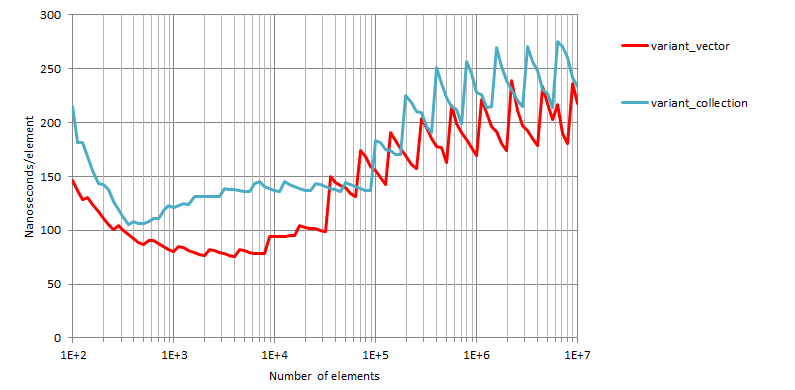 300
250
200
150
100
50
0
Nanoseconds/element
1E+2 1E+3 1E+4 1E+5 1E+6 1E+7
Number of elements
variant_vector
variant_collection